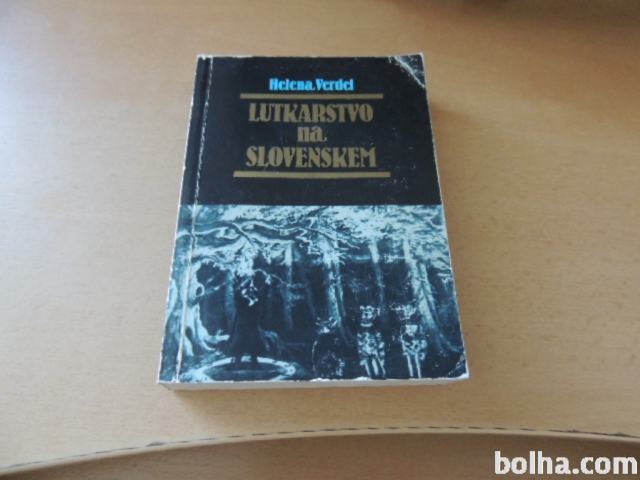 Helena Verdel
LUTKARSTVO
na
SLOVENSKEM
bolha.com